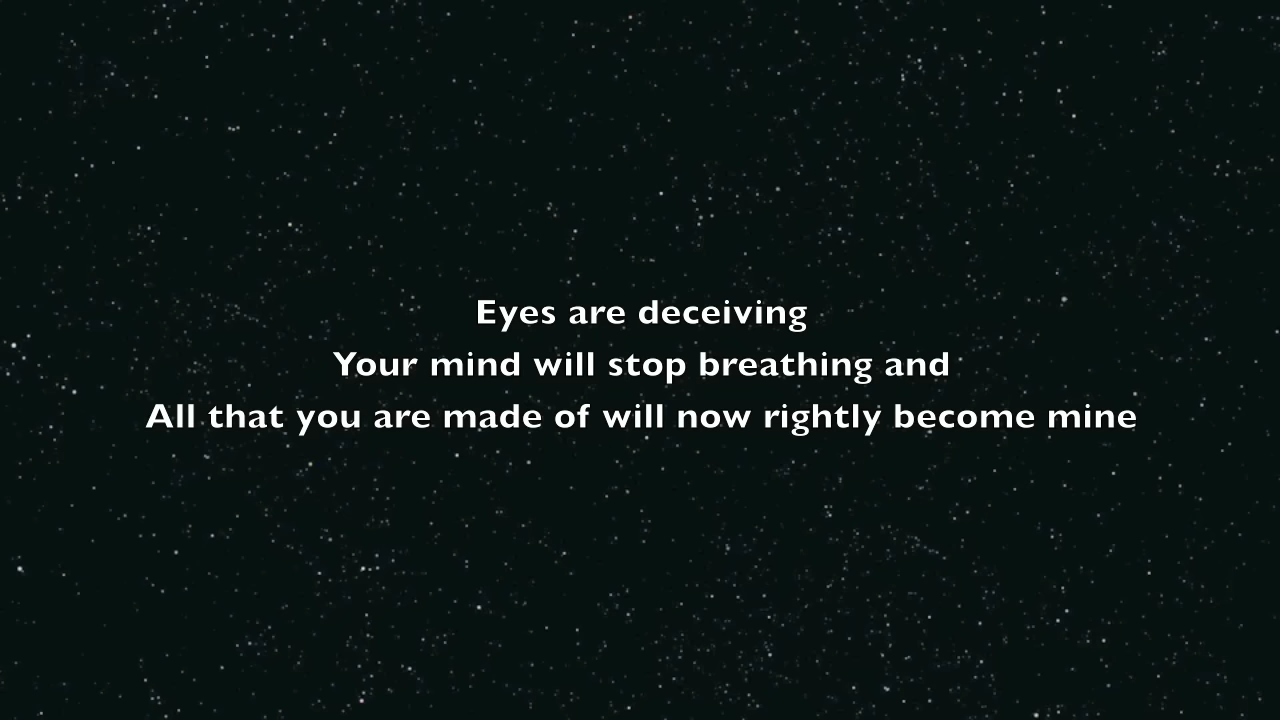 Eyes are deceiving
Your mind will stop breathing and
All that you are made of will now rightly become mine